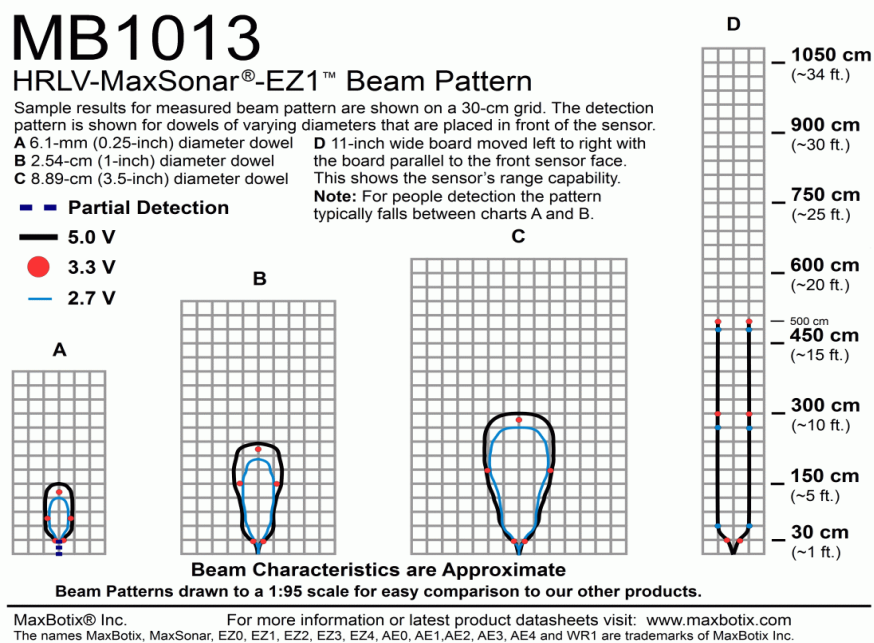 MB1013
HRLV-MaxSonar®-EZ1™ Beam Pattern
Sample results for measured beam pattern are shown on a 30-cm grid. The detection
pattern is shown for dowels of varying diameters that are placed in front of the sensor.
A 6.1-mm (0.25-inch) diameter dowel
B 2.54-cm (1-inch) diameter dowel
C 8.89-cm (3.5-inch) diameter dowel
D 11-inch wide board moved left to right with
the board parallel to the front sensor face.
This shows the sensor's range capability.
Note: For people detection the pattern
typically falls between charts A and B.
Partial Detection
5.0 V
3.3 V
2.7 V
A
B
C
D
1050 cm
(~34 ft.)
900 cm
(~30 ft.)
750 cm
(~25 ft.)
600 cm
(~20 ft.)
500 cm
450 cm
(~15 ft.)
300 cm
(~10 ft.)
150 cm
(~5 ft.)
30 cm
(~1 ft.)
Beam Characteristics are Approximate
Beam Patterns drawn to a 1:95 scale for easy comparison to our other products.
MaxBotix® Inc.
For more information or latest product datasheets visit: www.maxbotix.com
The names MaxBotix, MaxSonar, EZ0, EZ1, EZ2, EZ3, EZ4, AE0, AE1,AE2, AE3, AE4 and WR1 are trademarks of MaxBotix Inc.